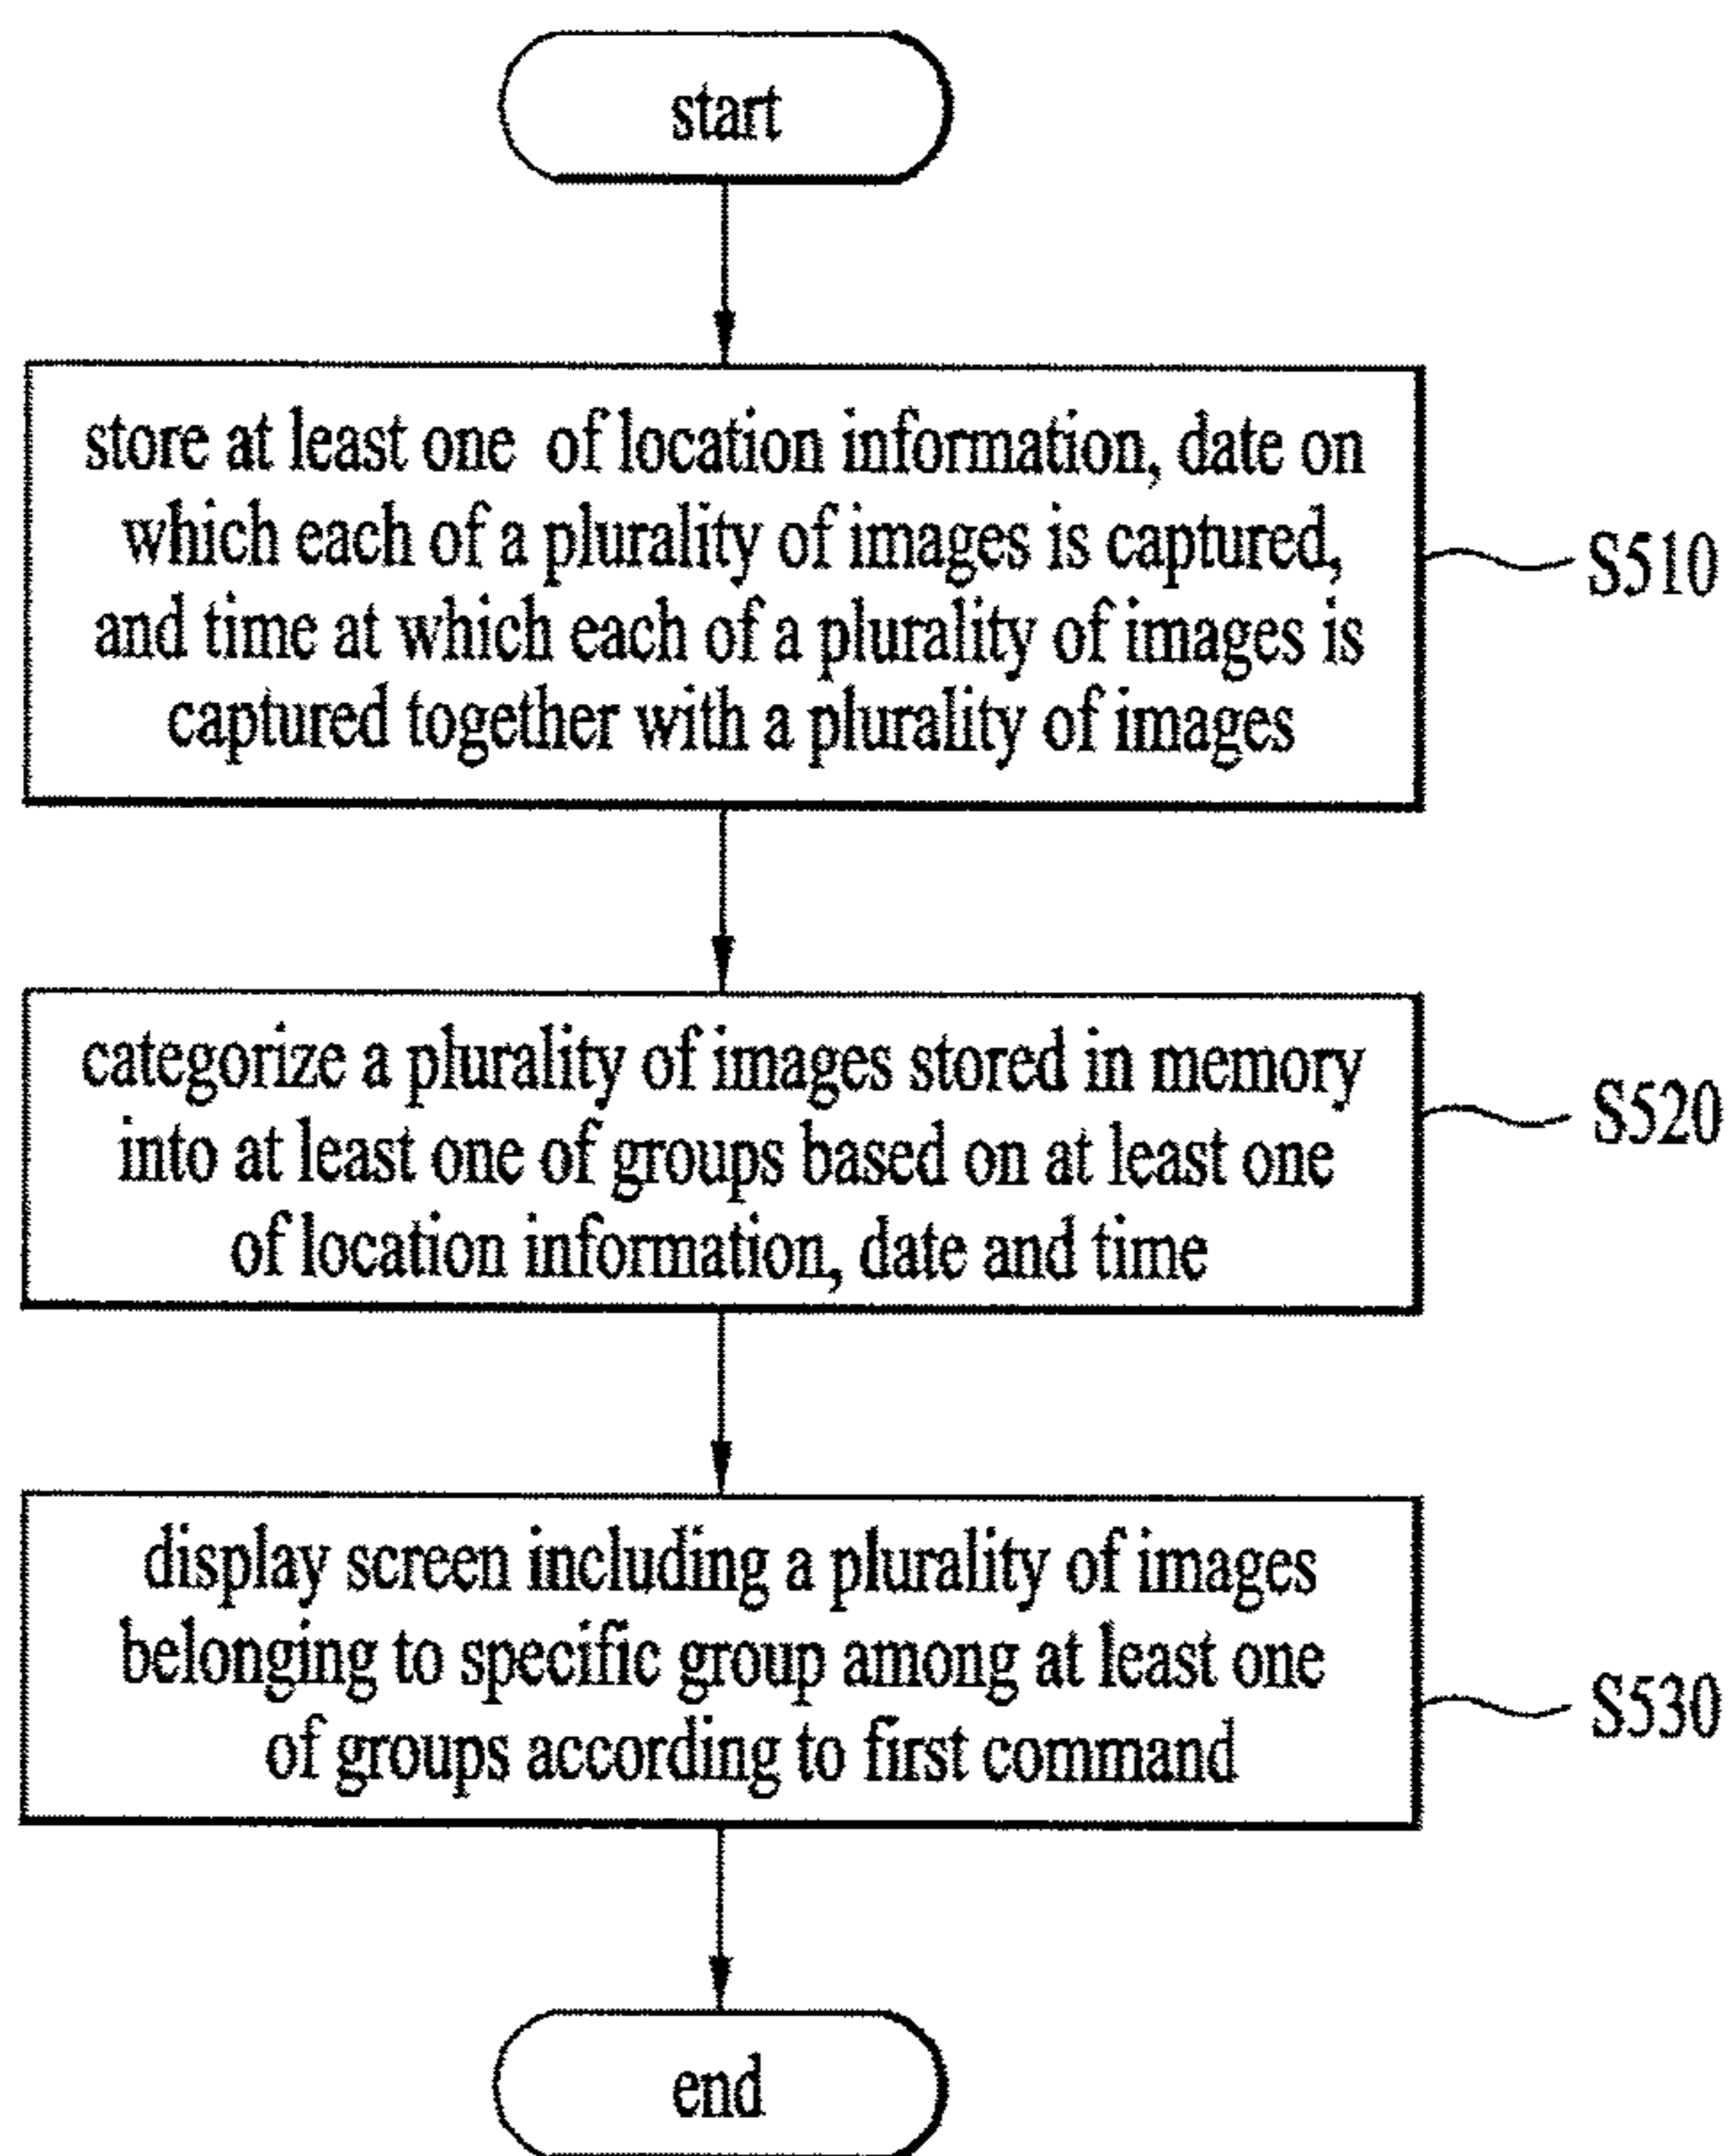 start
store at least one of location information, date on
which each of a plurality of images is captured,
and time at which each of a plurality of images is
captured together with a plurality of images
S510
categorize a plurality of images stored in memory
into at least one of groups based on at least one
of location information, date and time
S520
display screen including a plurality of images
belonging to specific group among at least one
of groups according to first command
S530
end